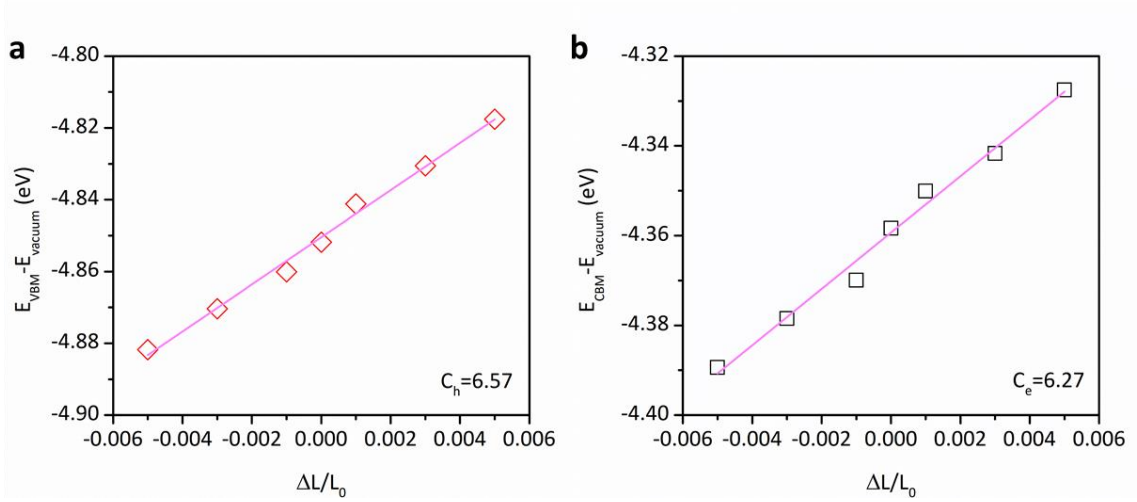 a
-4.80
-4.82
-4.84
-4.86
-4.88
-4.90
E_VBM-E_vacuum (eV)
C_h=6.57
-0.006 -0.004 -0.002 0.000 0.002 0.004 0.006
ΔL/L_0
b
-4.32
-4.34
-4.36
-4.38
-4.40
E_CBM-E_vacuum (eV)
C_e=6.27
-0.006 -0.004 -0.002 0.000 0.002 0.004 0.006
ΔL/L_0